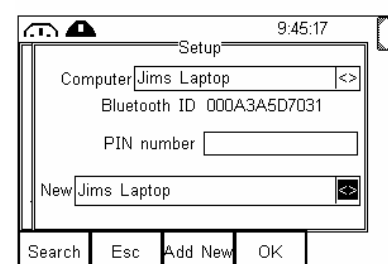 9:45:17
Setup
Computer Jims Laptop <>
Bluetooth ID 000A3A5D7031
PIN number
New Jims Laptop <>
Search Esc Add New OK